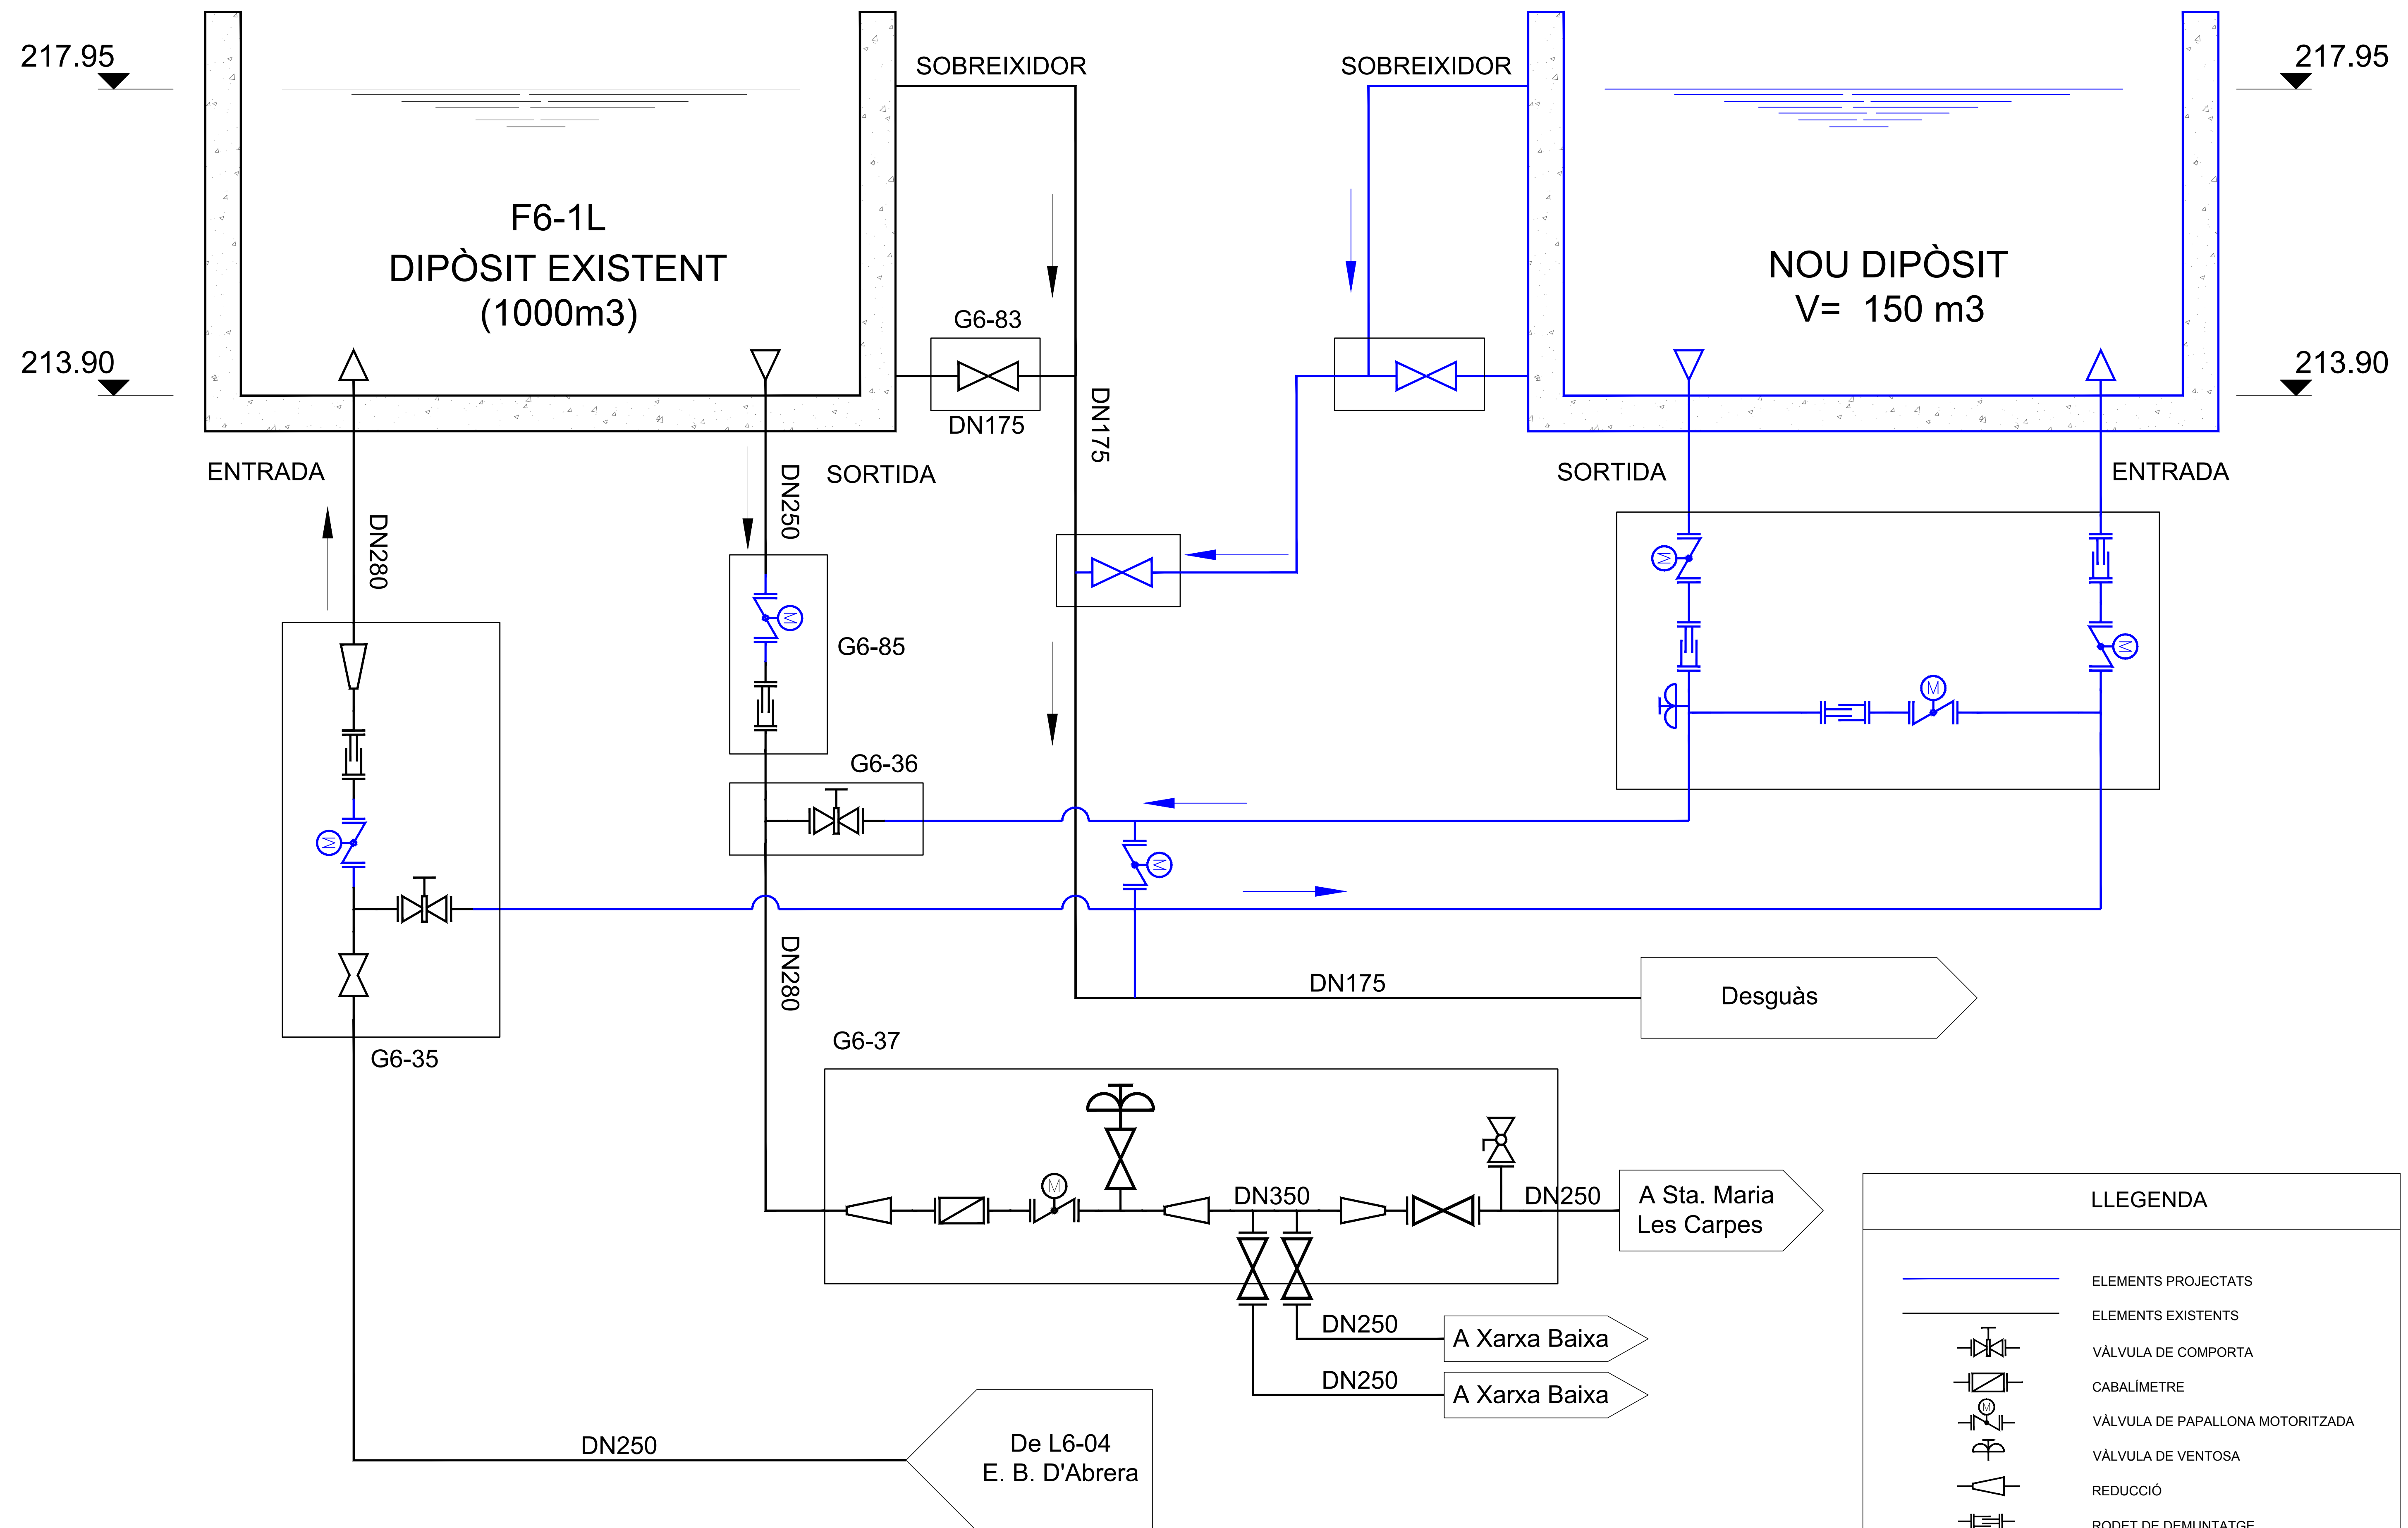 217.95
SOBREIXIDOR
SOBREIXIDOR
217.95
F6-1L
DIPÒSIT EXISTENT
(1000m3)
NOU DIPÒSIT
V= 150 m3
G6-83
213.90
213.90
DN175
DN175
ENTRADA
DN250
SORTIDA
SORTIDA
ENTRADA
DN280
M
M
G6-85
M
M
G6-36
M
M
DN280
DN175
Desguàs
G6-37
G6-35
M
DN350
DN250
A Sta. Maria
Les Carpes
LLEGENDA
ELEMENTS PROJECTATS
ELEMENTS EXISTENTS
DN250
A Xarxa Baixa
VÀLVULA DE COMPORTA
DN250
A Xarxa Baixa
CABALÍMETRE
M
VÀLVULA DE PAPALLONA MOTORITZADA
DN250
De L6-04
E. B. D'Abrera
VÀLVULA DE VENTOSA
REDUCCIÓ
RODET DE DEMUNTATGE